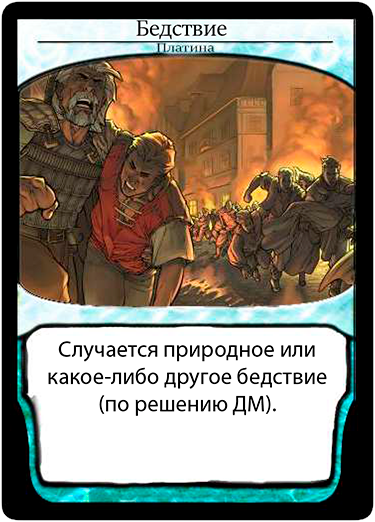 Бедствие
Платина
Случается природное или
какое-либо другое бедствие
(по решению ДМ).